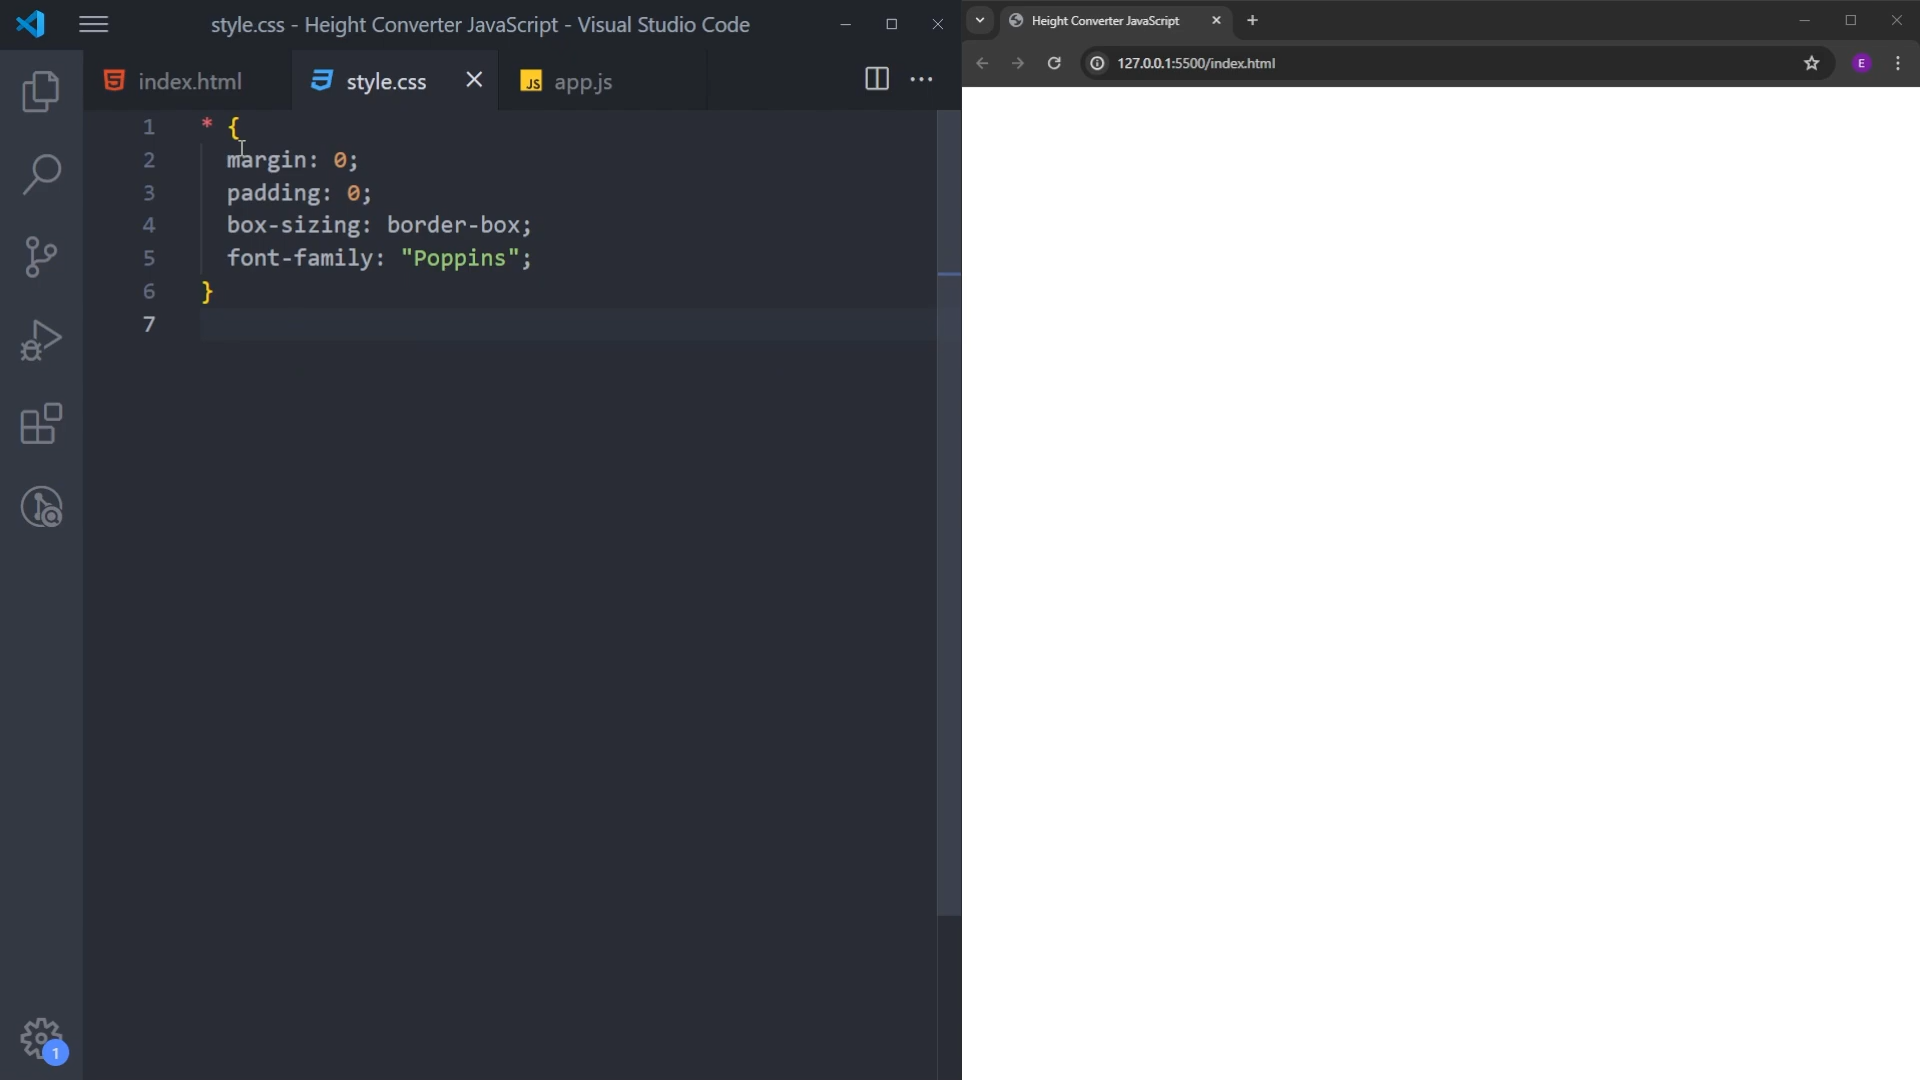 style.css - Height Converter JavaScript - Visual Studio Code
index.html
style.css
JS app.js
1 * {
2 margin: 0;
3 padding: 0;
4 box-sizing: border-box;
5 font-family: "Poppins";
6 }
7
1
Height Converter JavaScript
127.0.0.1:5500/index.html
E